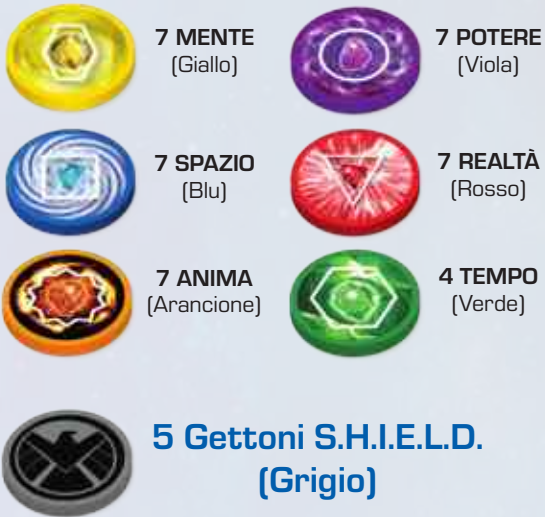 7 MENTE
(Giallo)
7 POTERE
(Viola)
7 SPAZIO
(Blu)
7 REALTÀ
(Rosso)
7 ANIMA
(Arancione)
4 TEMPO
(Verde)
5 Gettoni S.H.I.E.L.D.
(Grigio)